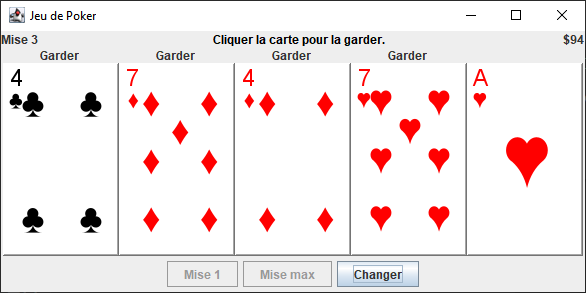 Jeu de Poker
Mise 3 Cliquer la carte pour la garder. $94
Garder Garder Garder Garder
4 7 4 7 A
Mise 1 Mise max Changer